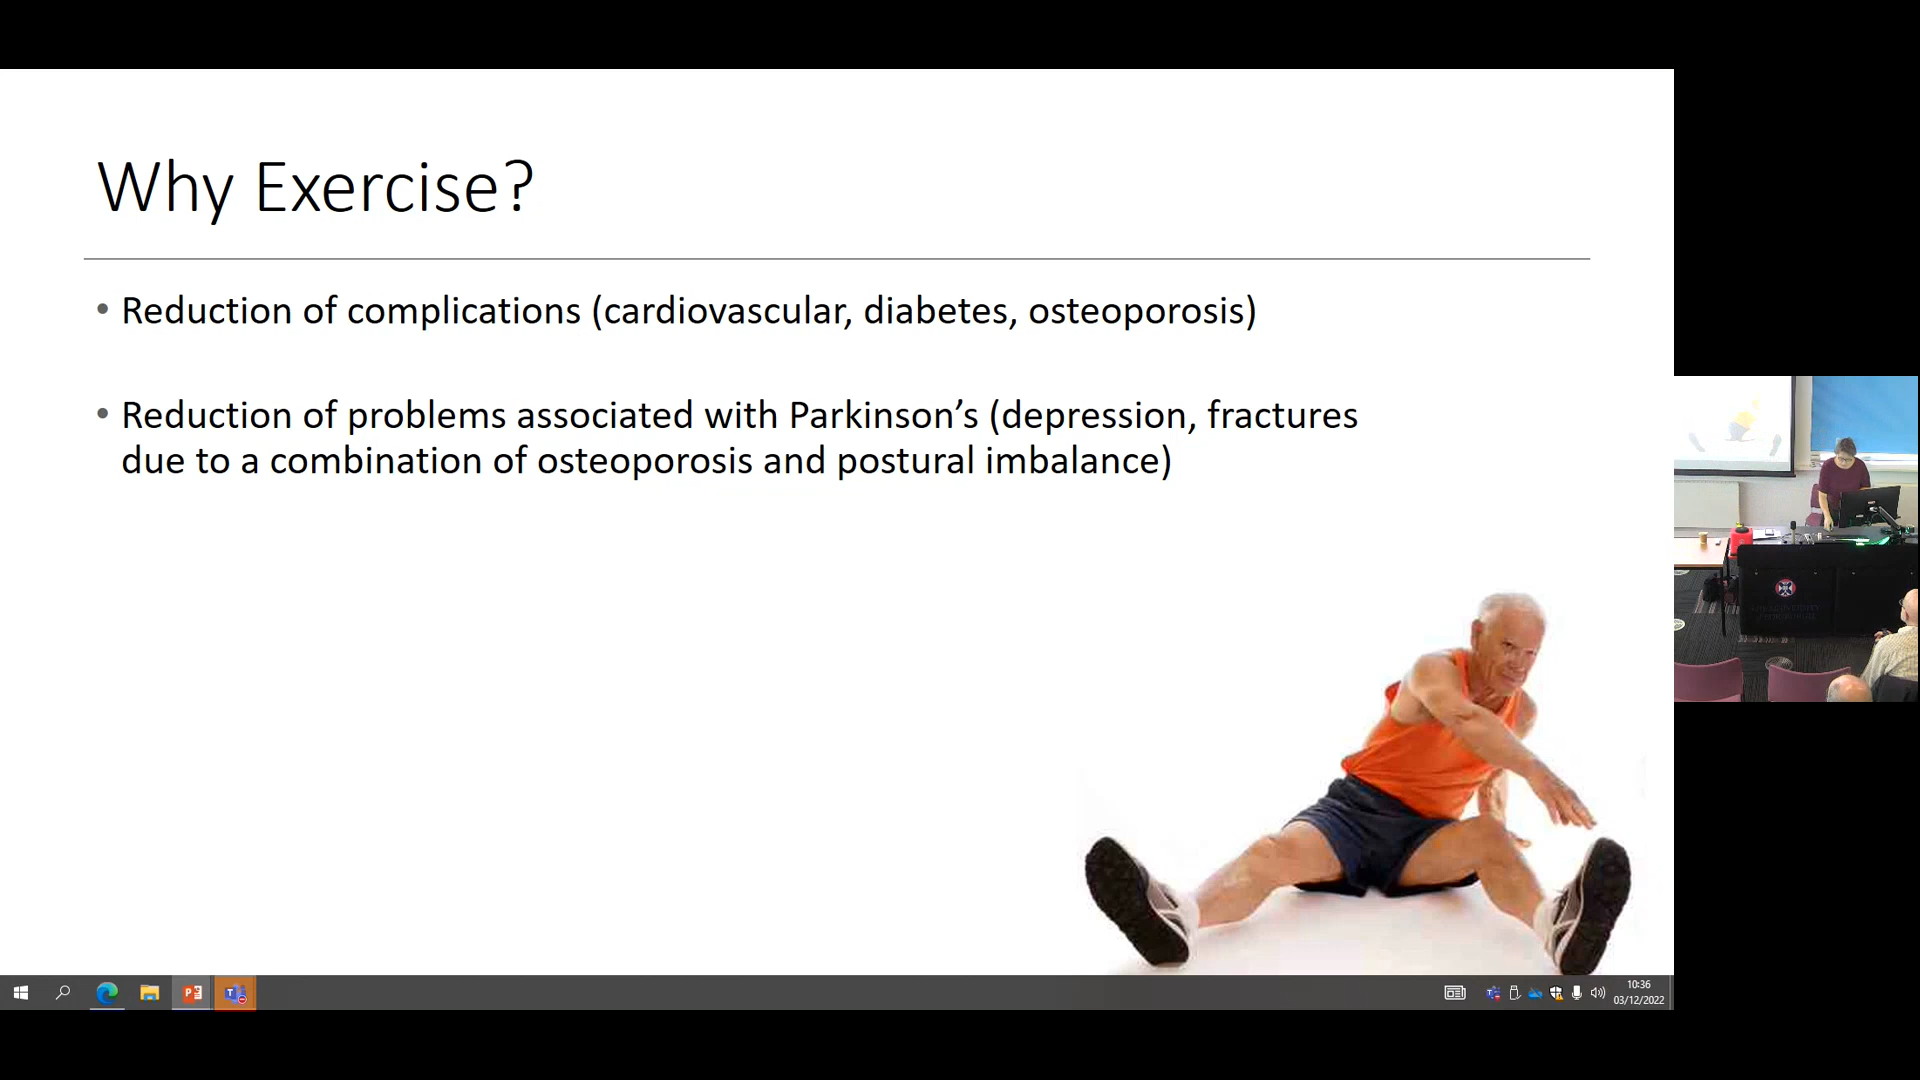 Why Exercise?
• Reduction of complications (cardiovascular, diabetes, osteoporosis)
• Reduction of problems associated with Parkinson’s (depression, fractures
due to a combination of osteoporosis and postural imbalance)
10:36
03/12/2022